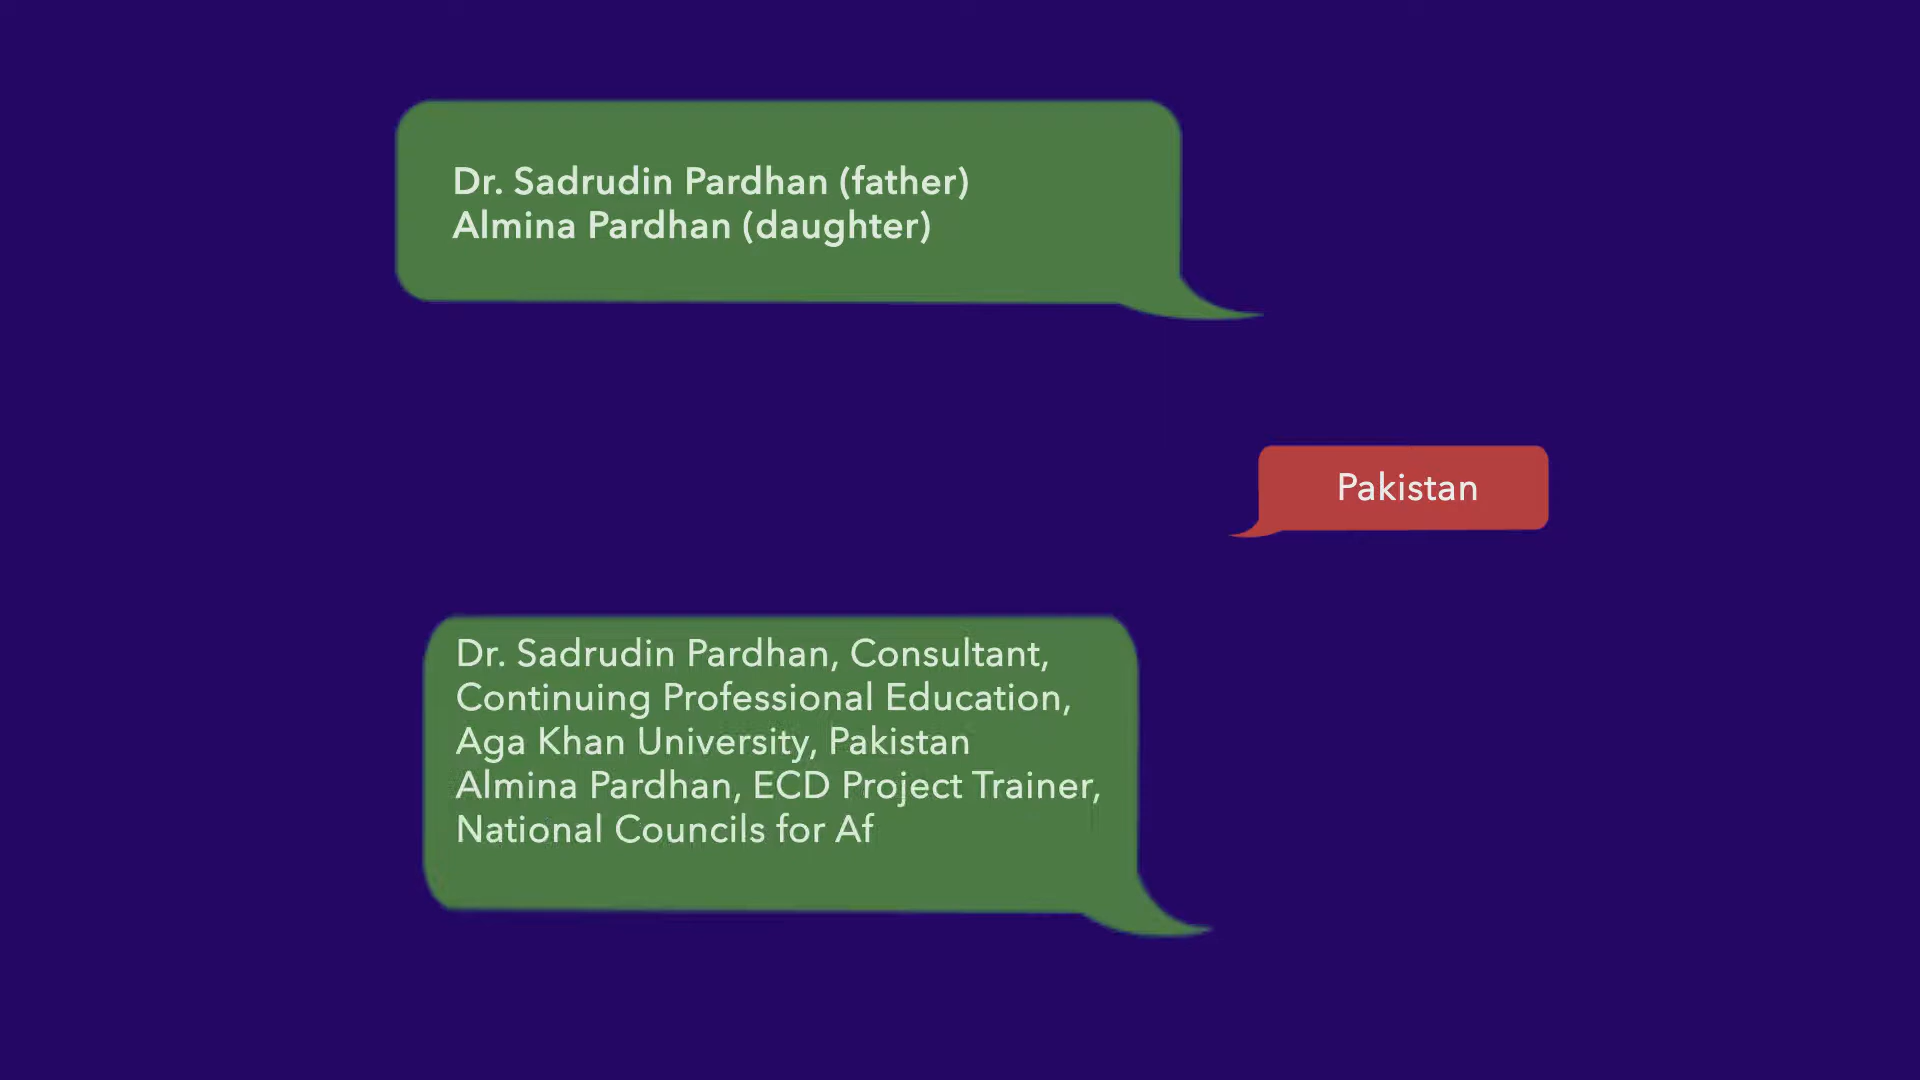 Dr. Sadrudin Pardhan (father)
Almina Pardhan (daughter)
Pakistan
Dr. Sadrudin Pardhan, Consultant,
Continuing Professional Education,
Aga Khan University, Pakistan
Almina Pardhan, ECD Project Trainer,
National Councils for Af